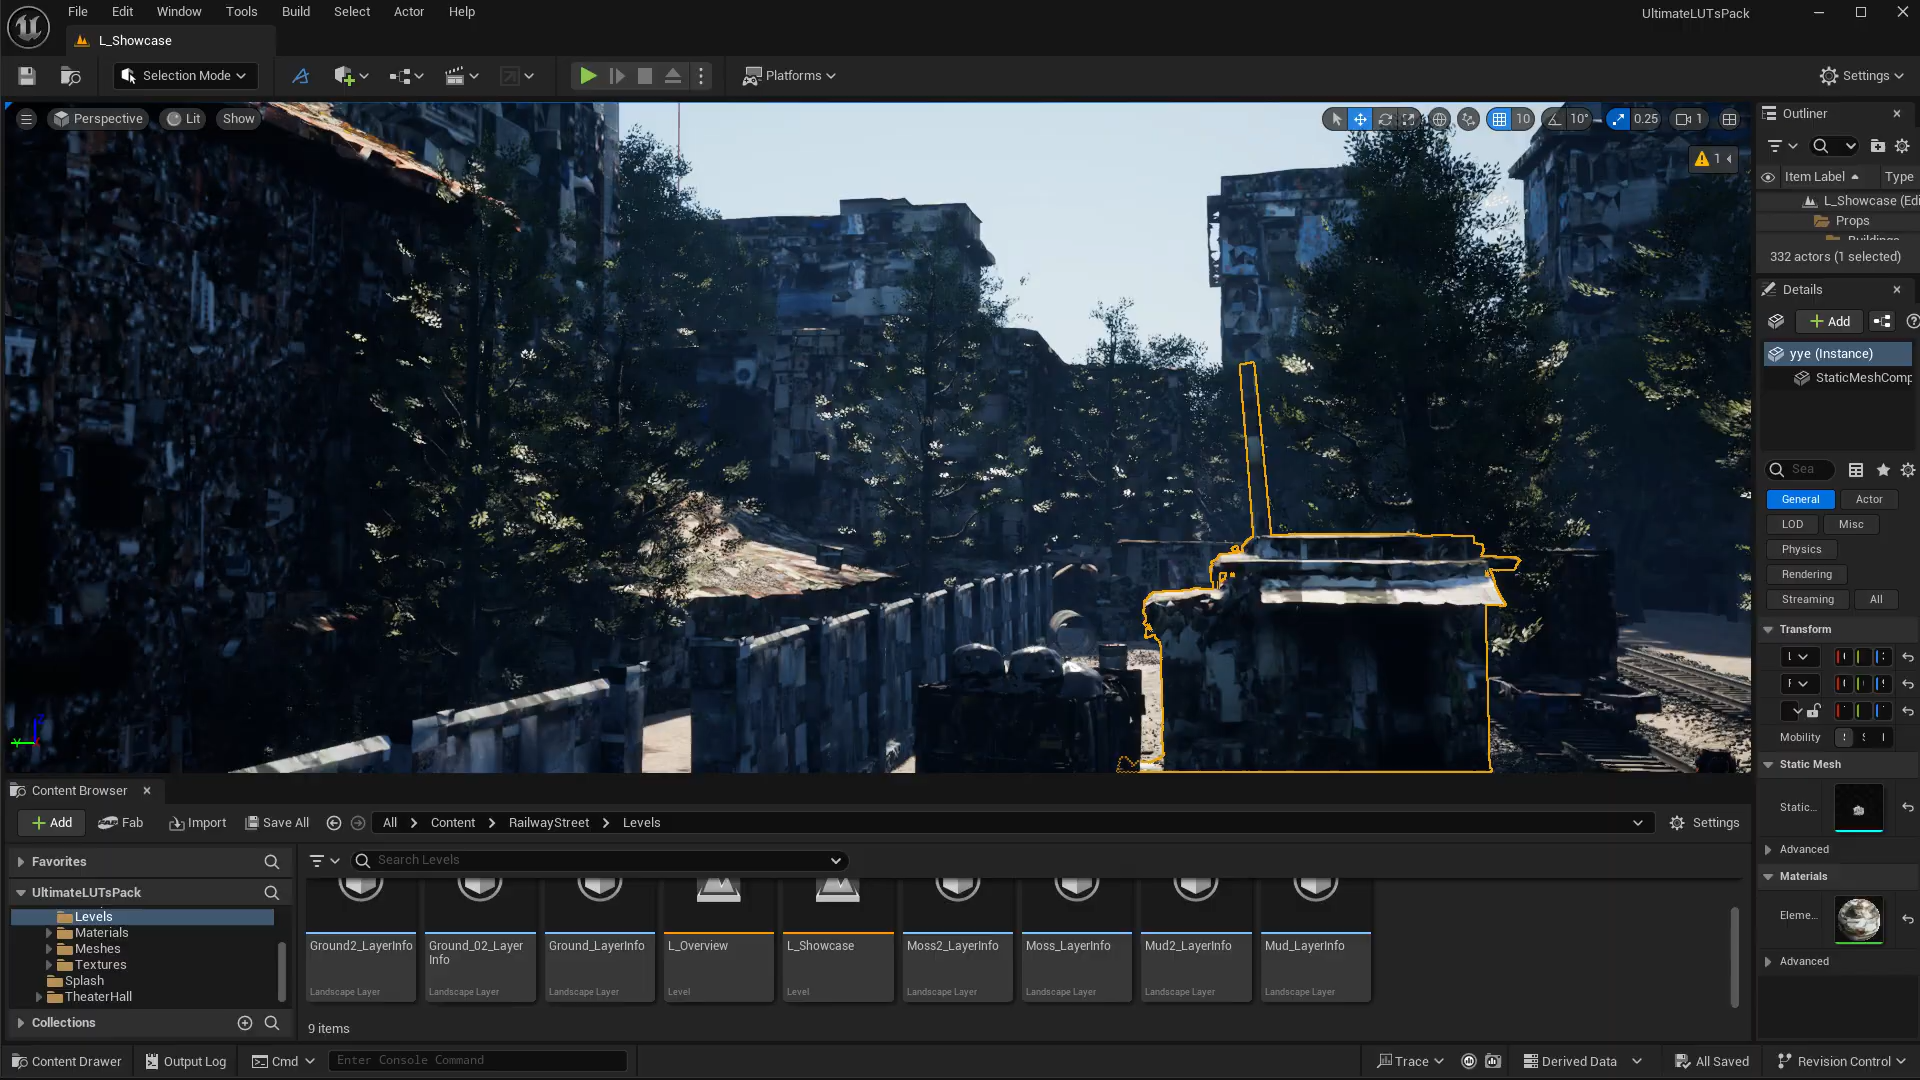 File Edit Window Tools Build Select Actor Help
UltimateLUTsPack
L_Showcase
Selection Mode
Platforms
Settings
Perspective
Lit
Show
10
10°
0.25
1
1
Outliner
Item Label
Type
L_Showcase (Edi
Props
332 actors (1 selected)
Details
Add
yye (Instance)
StaticMeshComp
Sea
General
Actor
LOD
Misc
Physics
Rendering
Streaming
All
Transform
Mobility
Static Mesh
Static...
Advanced
Materials
Eleme...
Advanced
Content Browser
Add
Fab
Import
Save All
All
Content
RailwayStreet
Levels
Settings
Favorites
UltimateLUTsPack
Levels
Materials
Meshes
Textures
Splash
TheaterHall
Collections
Search Levels
Ground2_LayerInfo
Landscape Layer
Ground_02_Layer
Info
Landscape Layer
Ground_LayerInfo
Landscape Layer
L_Overview
Level
L_Showcase
Level
Moss2_LayerInfo
Landscape Layer
Moss_LayerInfo
Landscape Layer
Mud2_LayerInfo
Landscape Layer
Mud_LayerInfo
Landscape Layer
9 items
Content Drawer
Output Log
Cmd
Enter Console Command
Trace
Derived Data
All Saved
Revision Control